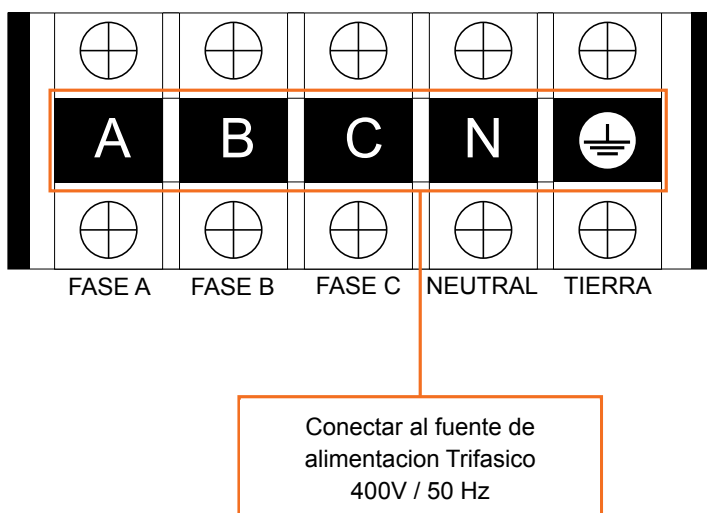 A B C N
FASE A FASE B FASE C NEUTRAL TIERRA
Conectar al fuente de
alimentacion Trifasico
400V / 50 Hz